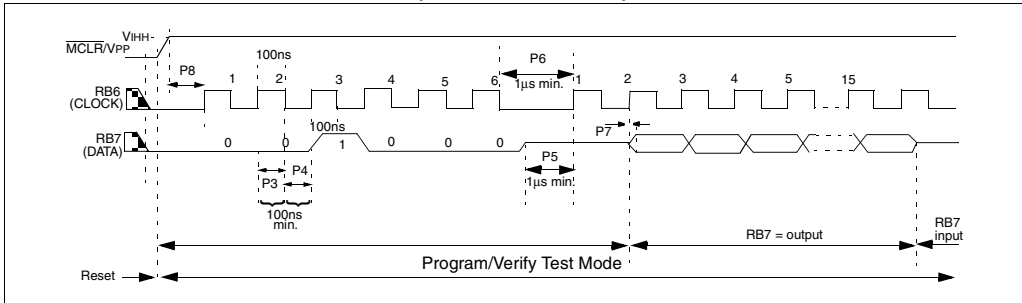 VIHH
MCLR/VPP
100ns
P8
P6
1µs min.
1 2 3 4 5 6 1 2 3 4 5 15
RB6
(CLOCK)
100ns
P7
RB7
(DATA)
0 0 1 0 0 0
P5
1µs min.
P3 P4
100ns
min.
RB7 = output
RB7
input
Program/Verify Test Mode
Reset